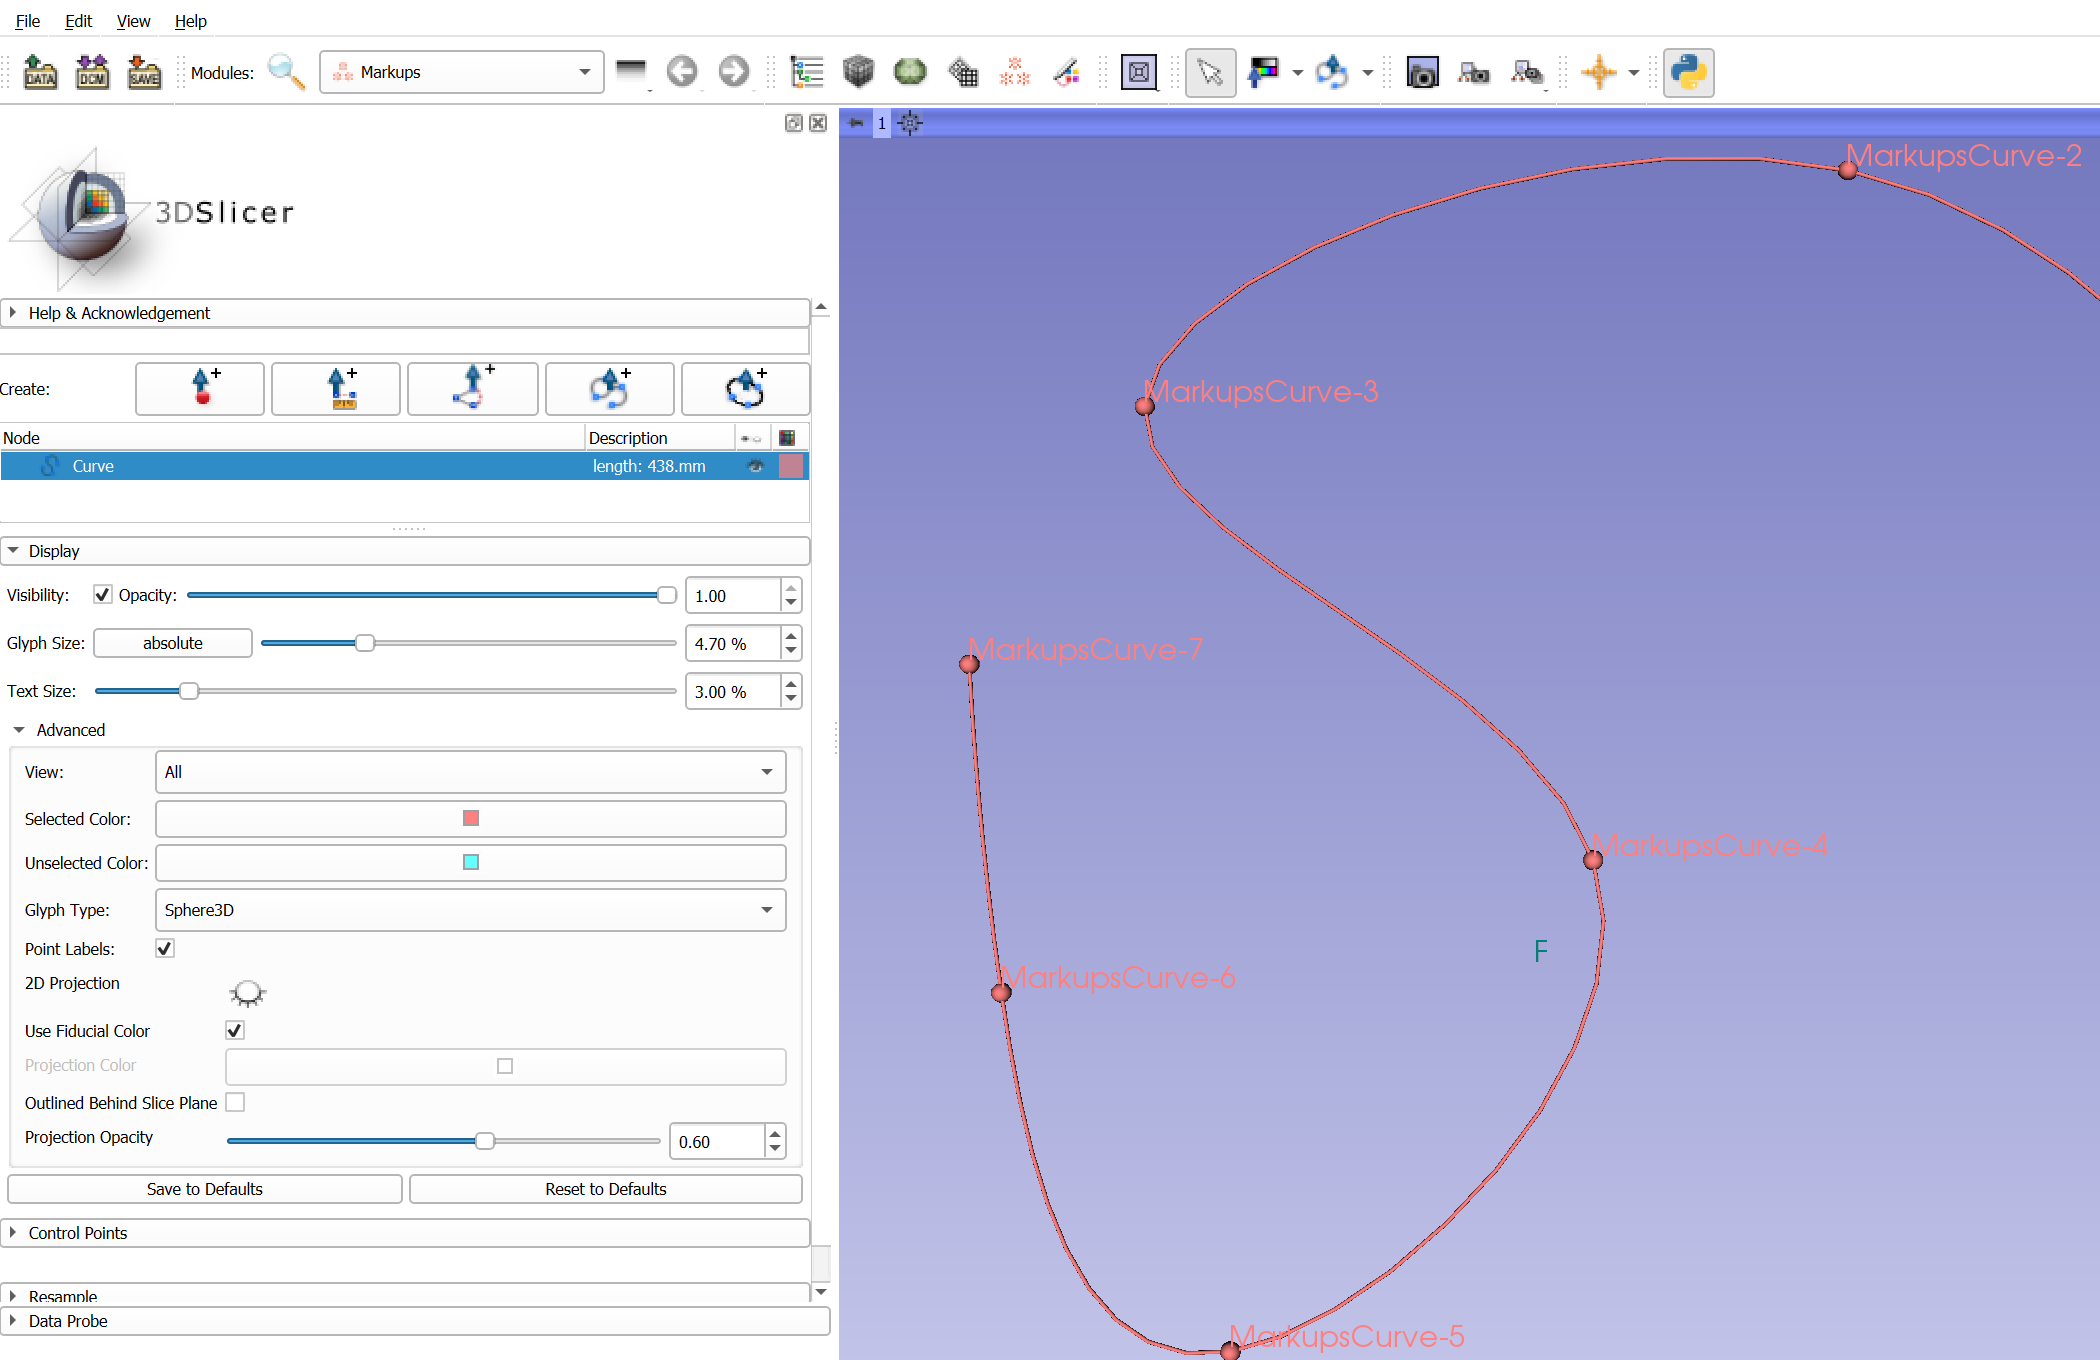 File Edit View Help
DATA DCM SAVE Modules: Markups
1
3DSlicer
Help & Acknowledgement
Create:
Node Description
Curve length: 438.mm
Display
Visibility: Opacity: 1.00
Glyph Size: absolute 4.70 %
Text Size: 3.00 %
Advanced
View: All
Selected Color:
Unselected Color:
Glyph Type: Sphere3D
Point Labels:
2D Projection
Use Fiducial Color
Projection Color
Outlined Behind Slice Plane
Projection Opacity 0.60
Save to Defaults Reset to Defaults
Control Points
Resample
Data Probe
MarkupsCurve-2
MarkupsCurve-3
MarkupsCurve-7
MarkupsCurve-4
F
MarkupsCurve-6
MarkupsCurve-5